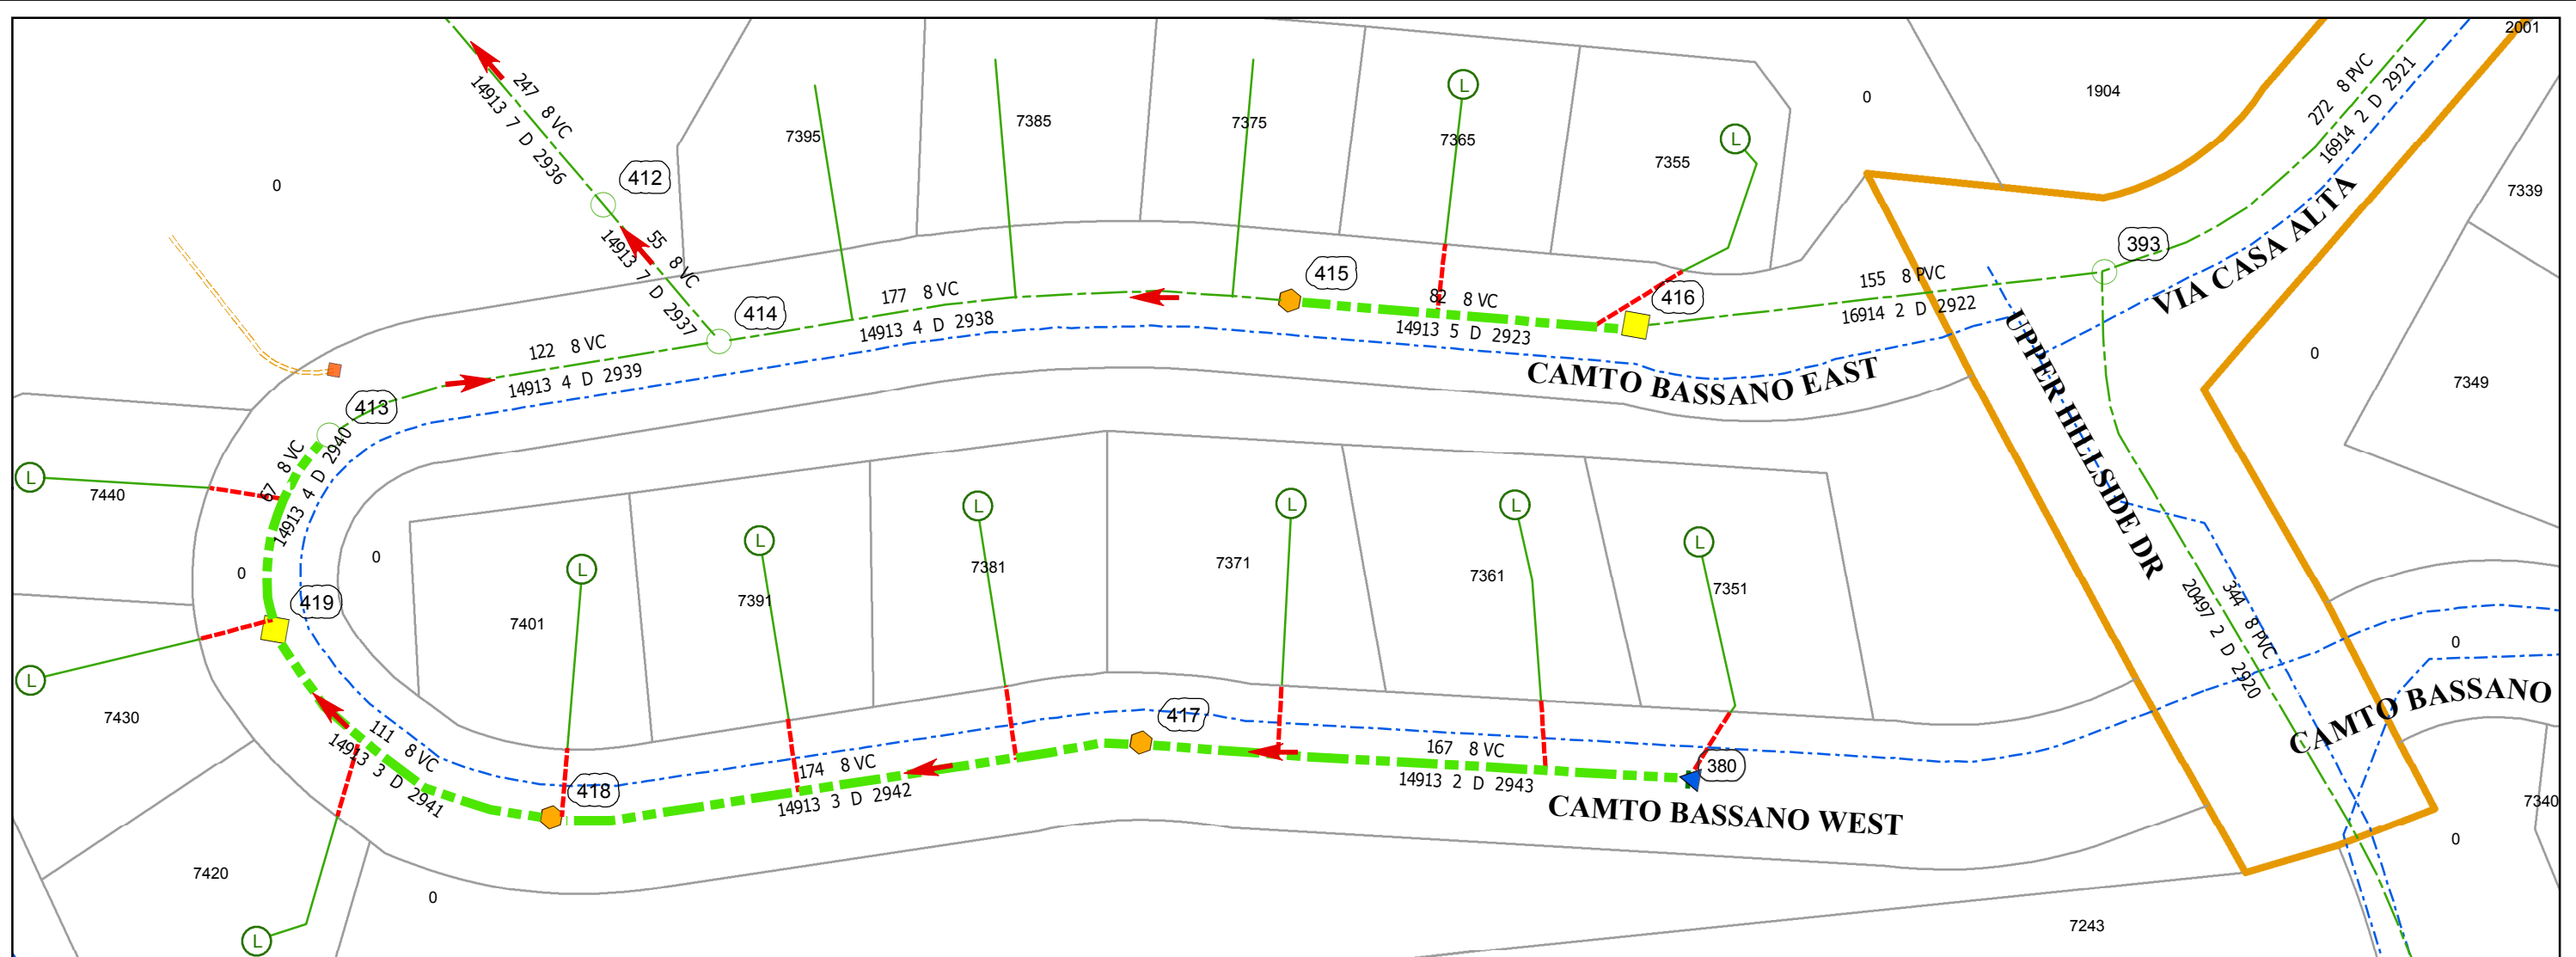 2001
247 8 VC
14913 7 D 2936
412
7395
7385
7375
L
7365
L
7355
0
1904
272 8 PVC
16914 2 D 2921
7339
0
55 8 VC
14913 7 D 2937
414
177 8 VC
14913 4 D 2938
415
82 8 VC
14913 5 D 2923
416
155 8 PVC
16914 2 D 2922
393
VIA CASA ALTA
122 8 VC
14913 4 D 2939
CAMTO BASSANO EAST
UPPER HILLSIDE DR
0
7349
413
67 8 VC
14913 4 D 2940
L
7440
0
0
419
L
7430
L
7401
L
7391
L
7381
L
7371
L
7361
L
7351
344 8 PVC
20497 2 D 2920
0
CAMTO BASSANO
111 8 VC
14913 3 D 2941
418
174 8 VC
14913 3 D 2942
417
167 8 VC
14913 2 D 2943
380
CAMTO BASSANO WEST
7340
0
7420
L
0
7243